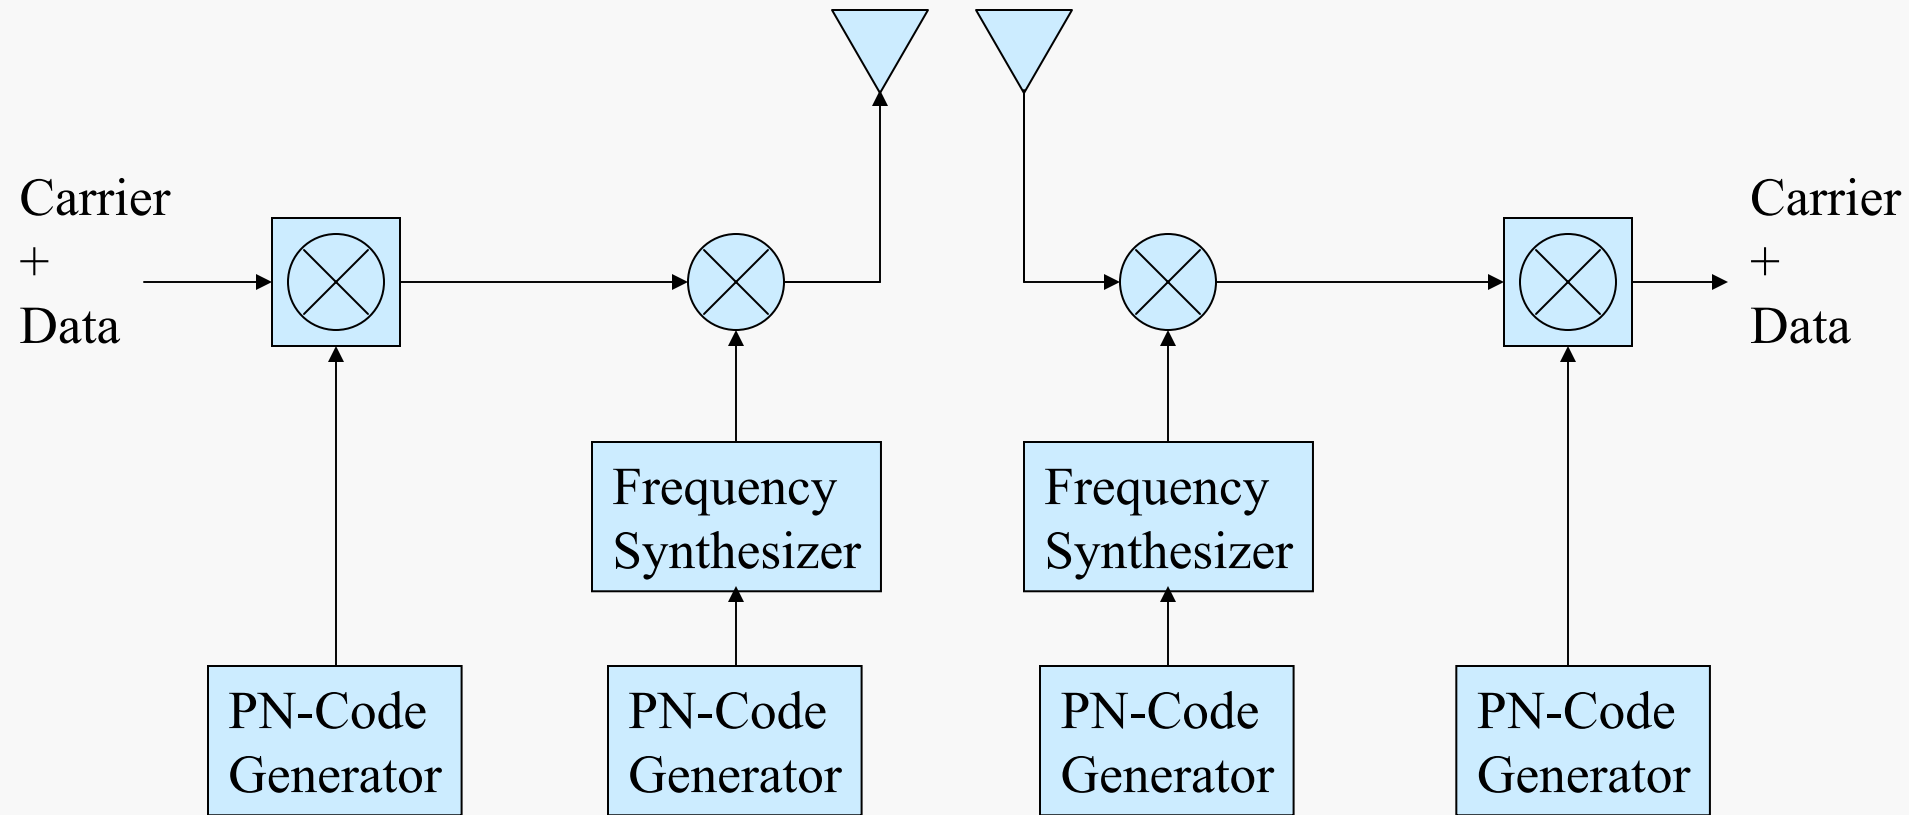 Carrier
+
Data
Carrier
+
Data
Frequency
Synthesizer
Frequency
Synthesizer
PN-Code
Generator
PN-Code
Generator
PN-Code
Generator
PN-Code
Generator